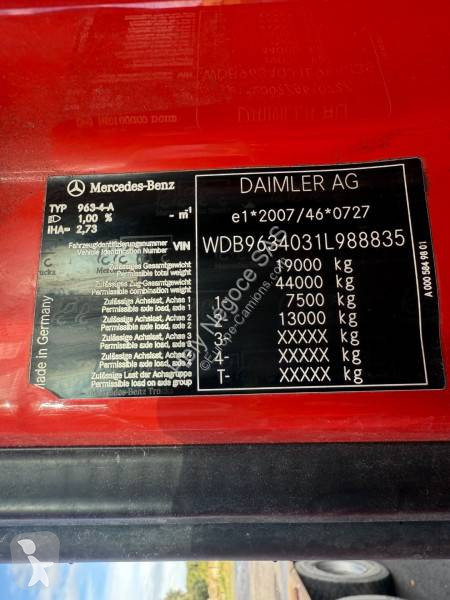 Mercedes-Benz
DAIMLER AG
TYP 963-4-A
1,00 % - m⁻¹
IHA= 2,73
e1*2007/46*0727
Fahrzeugidentifizierungsnummer
Vehicle Identification Number VIN
WDB9634031L988835
Zulässiges Gesamtgewicht
Permissible total weight
19000 kg
Zulässiges Zug-Gesamtgewicht
Permissible combination weight
44000 kg
Zulässige Achslast, Achse 1
Permissible axle load, axle 1
1- 7500 kg
Zulässige Achslast, Achse 2
Permissible axle load, axle 2
2- 13000 kg
Zulässige Achslast, Achse 3
Permissible axle load, axle 3
3- XXXXX kg
Zulässige Achslast, Achse 4
Permissible axle load, axle 4
4- XXXXX kg
Zulässige Last der Achsgruppe
Permissible load on axle group
T- XXXXX kg
Made in Germany
A 000 584 98 01
Negoce SAS
Europe-Camions.com